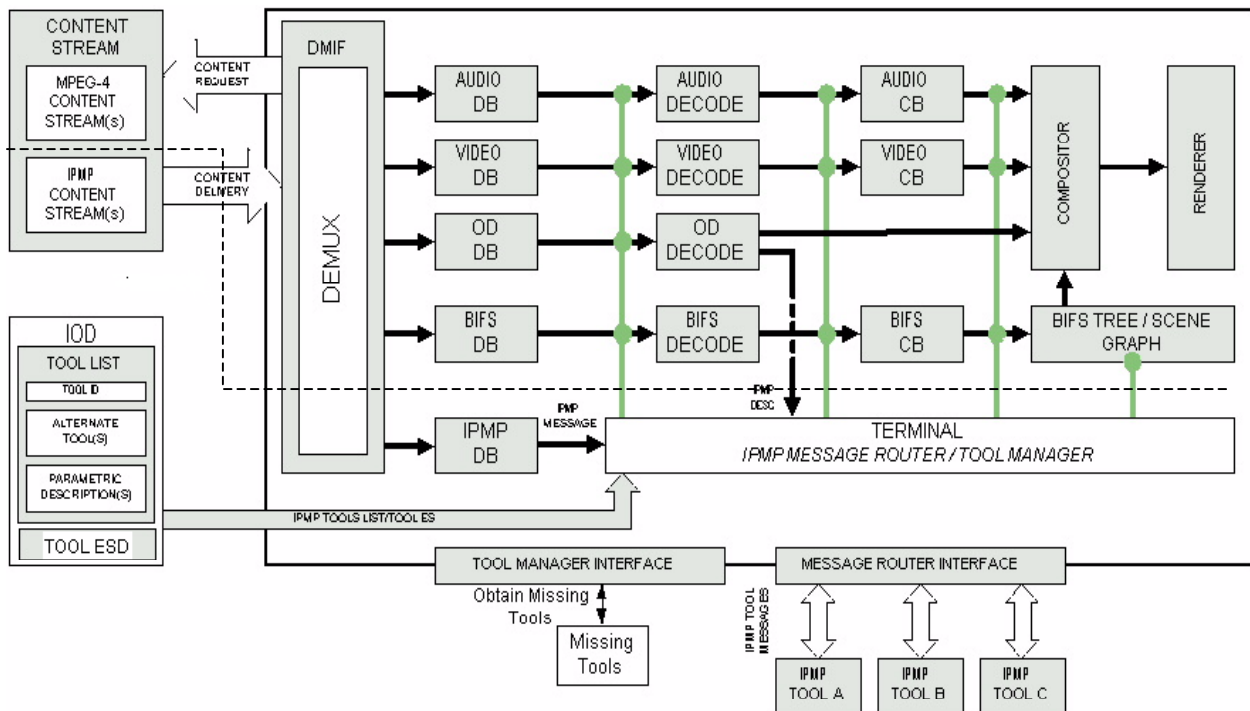 CONTENT
STREAM
MPEG-4
CONTENT
STREAM(s)
IPMP
CONTENT
STREAM(s)
CONTENT
REQUEST
CONTENT
DELIVERY
DMIF
DEMUX
AUDIO
DB
AUDIO
DECODE
AUDIO
CB
VIDEO
DB
VIDEO
DECODE
VIDEO
CB
OD
DB
OD
DECODE
BIFS
DB
BIFS
DECODE
BIFS
CB
COMPOSITOR
RENDERER
BIFS TREE / SCENE
GRAPH
IOD
TOOL LIST
TOOL ID
ALTERNATE
TOOL(S)
PARAMETRIC
DESCRIPTION(S)
TOOL ESD
IPMP
DB
IPMP
MESSAGE
IPMP
DESC
TERMINAL
IPMP MESSAGE ROUTER / TOOL MANAGER
IPMP TOOLS LIST/TOOL ES
TOOL MANAGER INTERFACE
MESSAGE ROUTER INTERFACE
Obtain Missing
Tools
Missing
Tools
IPMP TOOL
MESSAGES
IPMP
TOOL A
IPMP
TOOL B
IPMP
TOOL C